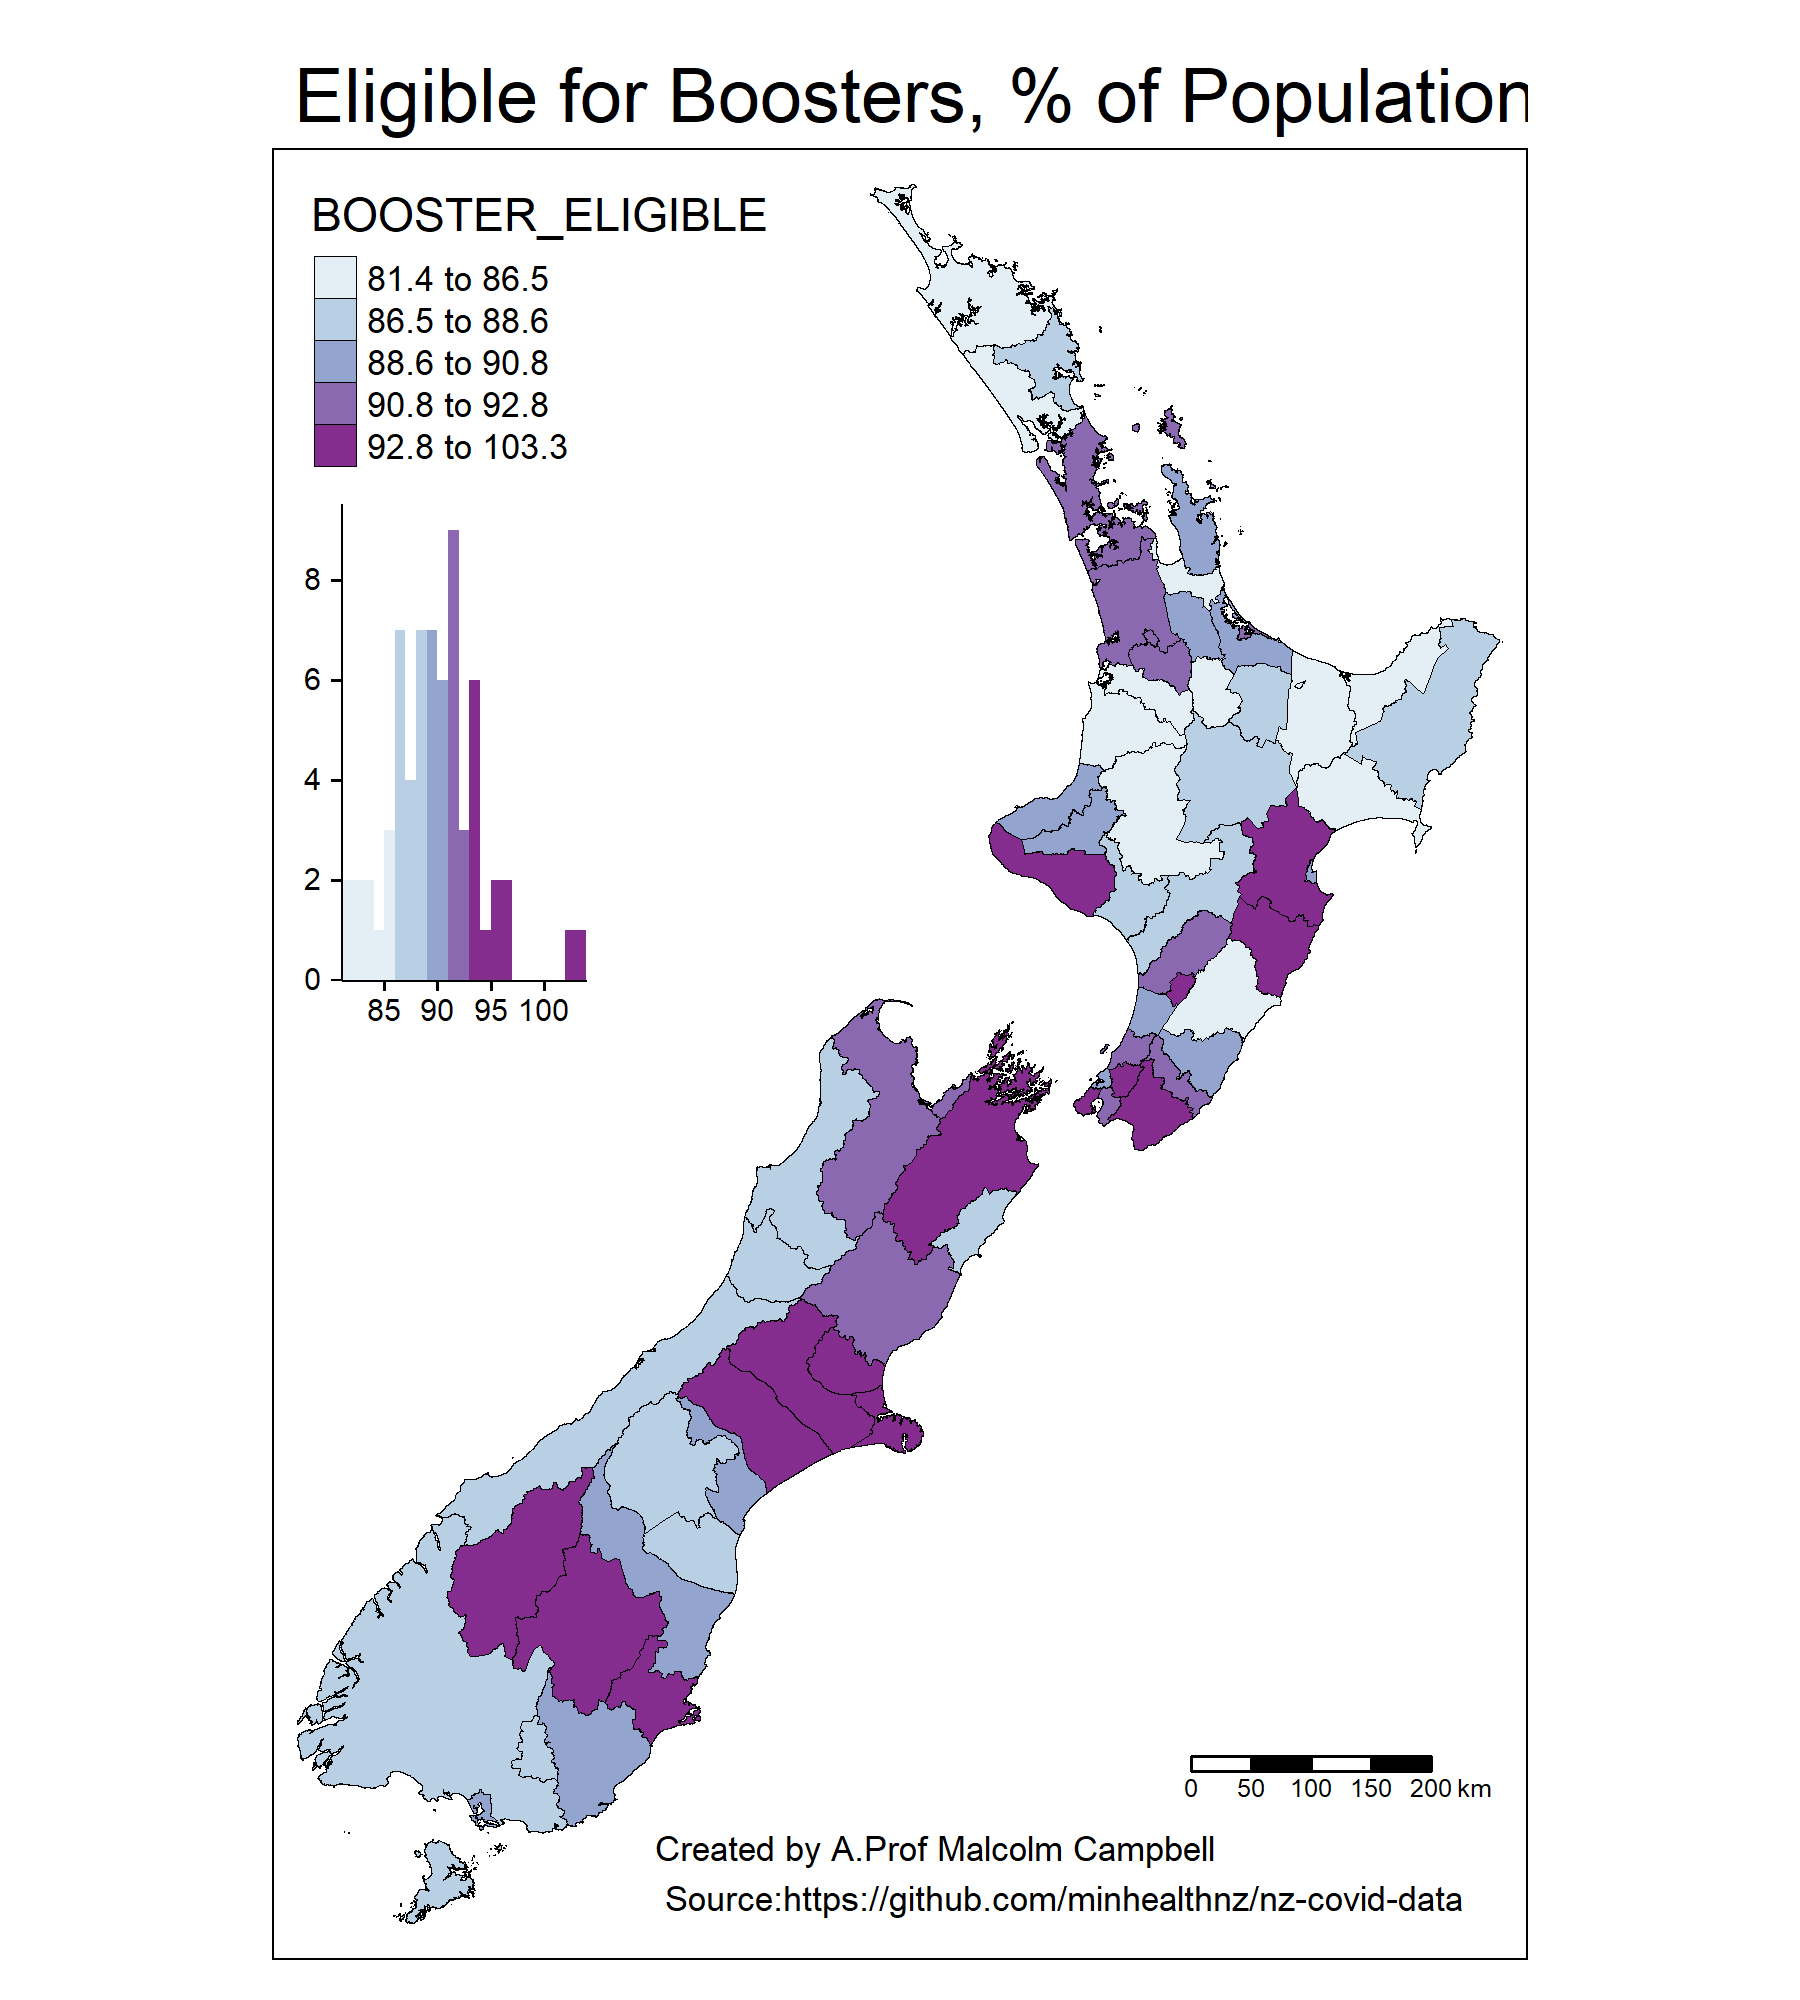 Eligible for Boosters, % of Population
BOOSTER_ELIGIBLE
81.4 to 86.5
86.5 to 88.6
88.6 to 90.8
90.8 to 92.8
92.8 to 103.3
8
6
4
2
0
85 90 95 100
0 50 100 150 200 km
Created by A.Prof Malcolm Campbell
Source:https://github.com/minhealthnz/nz-covid-data